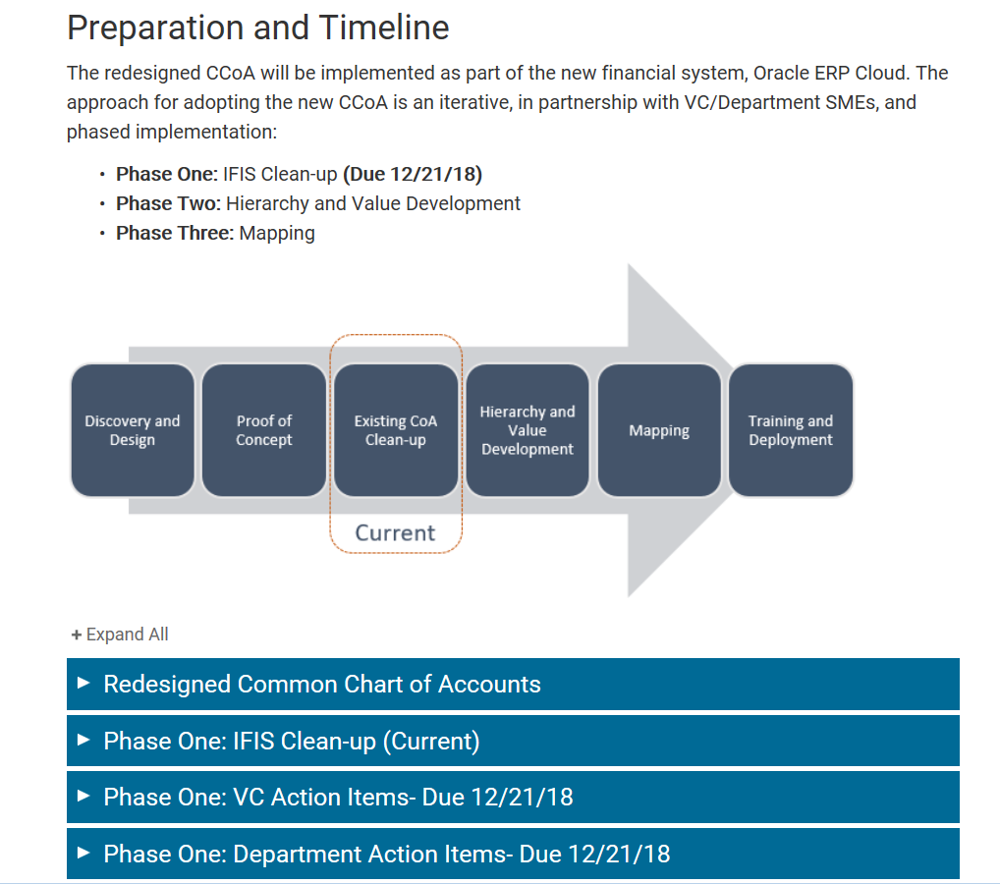 Preparation and Timeline
The redesigned CCoA will be implemented as part of the new financial system, Oracle ERP Cloud. The
approach for adopting the new CCoA is an iterative, in partnership with VC/Department SMEs, and
phased implementation:
• Phase One: IFIS Clean-up (Due 12/21/18)
• Phase Two: Hierarchy and Value Development
• Phase Three: Mapping
Discovery and
Design
Proof of
Concept
Existing CoA
Clean-up
Hierarchy and
Value
Development
Mapping
Training and
Deployment
Current
+ Expand All
Redesigned Common Chart of Accounts
Phase One: IFIS Clean-up (Current)
Phase One: VC Action Items- Due 12/21/18
Phase One: Department Action Items- Due 12/21/18